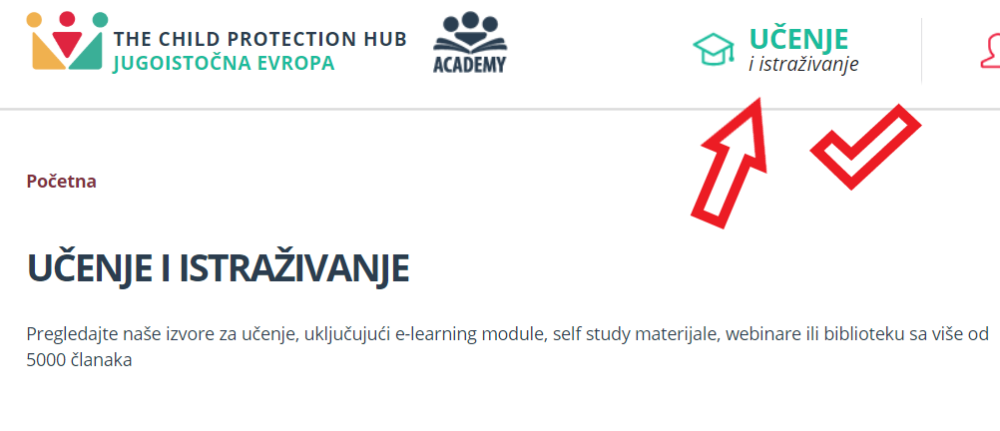 THE CHILD PROTECTION HUB
JUGOISTOČNA EVROPA
ACADEMY
UČENJE
i istraživanje
Početna
UČENJE I ISTRAŽIVANJE
Pregledajte naše izvore za učenje, uključujući e-learning module, self study materijale, webinare ili biblioteku sa više od
5000 članaka